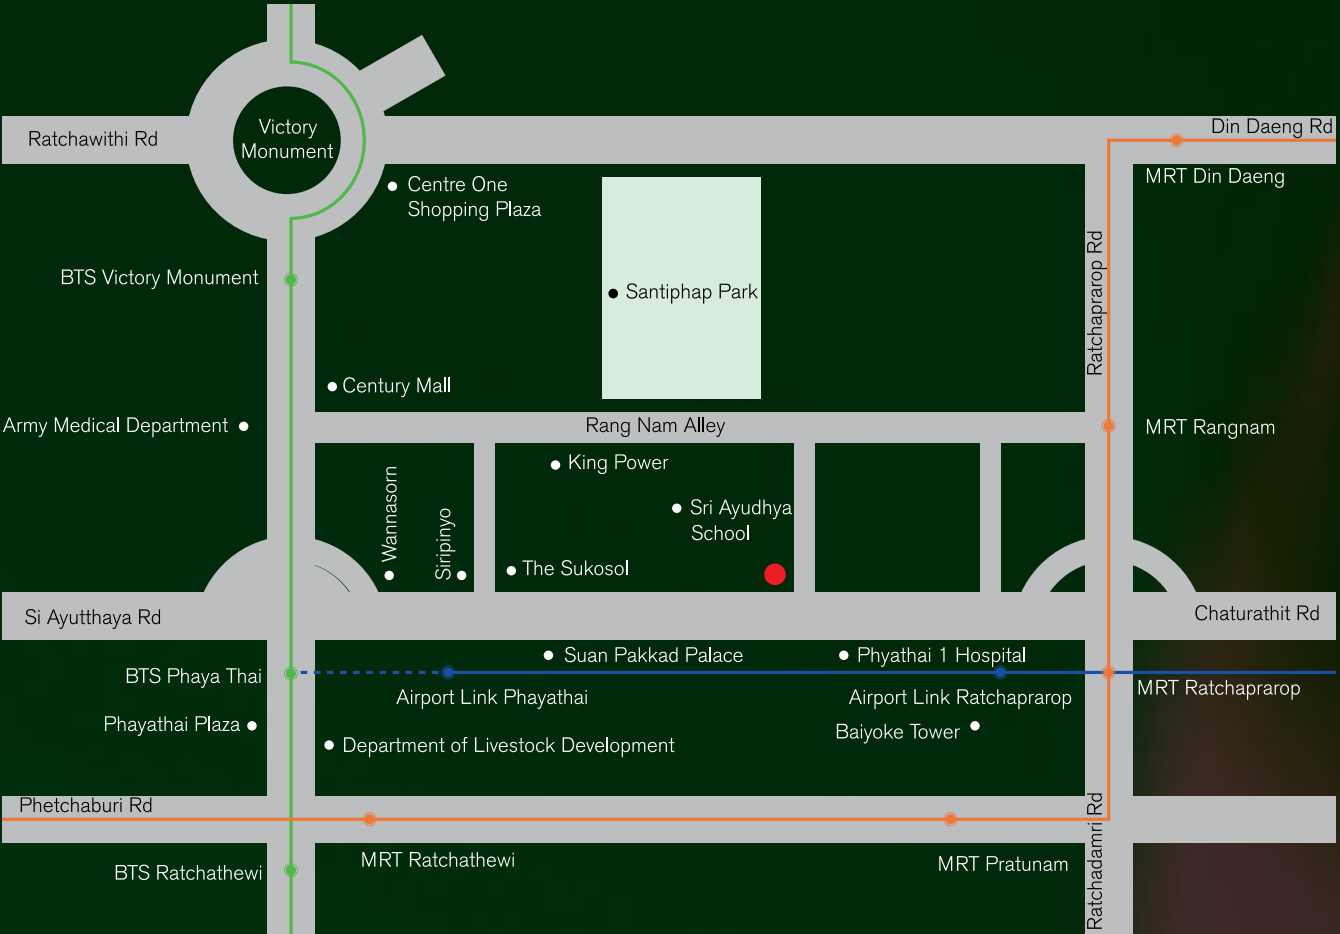 Ratchawithi Rd
Victory
Monument
Din Daeng Rd
MRT Din Daeng
Centre One
Shopping Plaza
BTS Victory Monument
Santiphap Park
Ratchaprarop Rd
Century Mall
Army Medical Department
Rang Nam Alley
MRT Rangnam
King Power
Wannasorn
Siripinyo
Sri Ayudhya
School
The Sukosol
Si Ayutthaya Rd
Chaturathit Rd
Suan Pakkad Palace
Phyathai 1 Hospital
BTS Phaya Thai
Airport Link Phayathai
Airport Link Ratchaprarop
MRT Ratchaprarop
Phayathai Plaza
Baiyoke Tower
Department of Livestock Development
Phetchaburi Rd
Ratchadamri Rd
MRT Ratchathewi
MRT Pratunam
BTS Ratchathewi